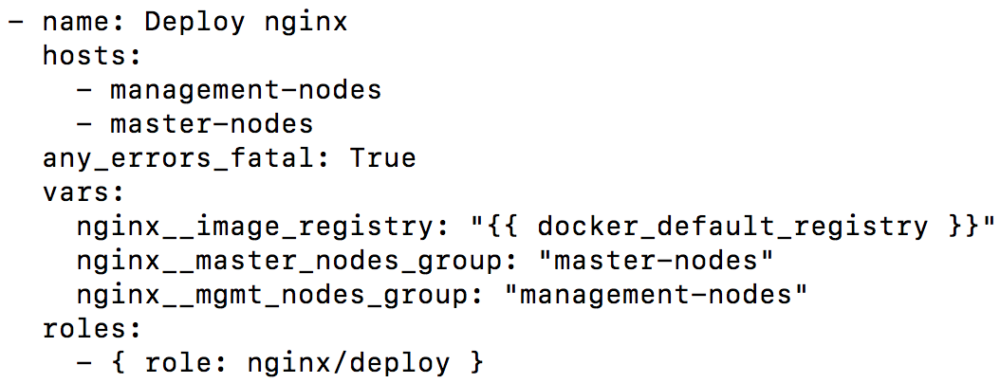 - name: Deploy nginx
  hosts:
    - management-nodes
    - master-nodes
  any_errors_fatal: True
  vars:
    nginx__image_registry: "{{ docker_default_registry }}"
    nginx__master_nodes_group: "master-nodes"
    nginx__mgmt_nodes_group: "management-nodes"
  roles:
    - { role: nginx/deploy }